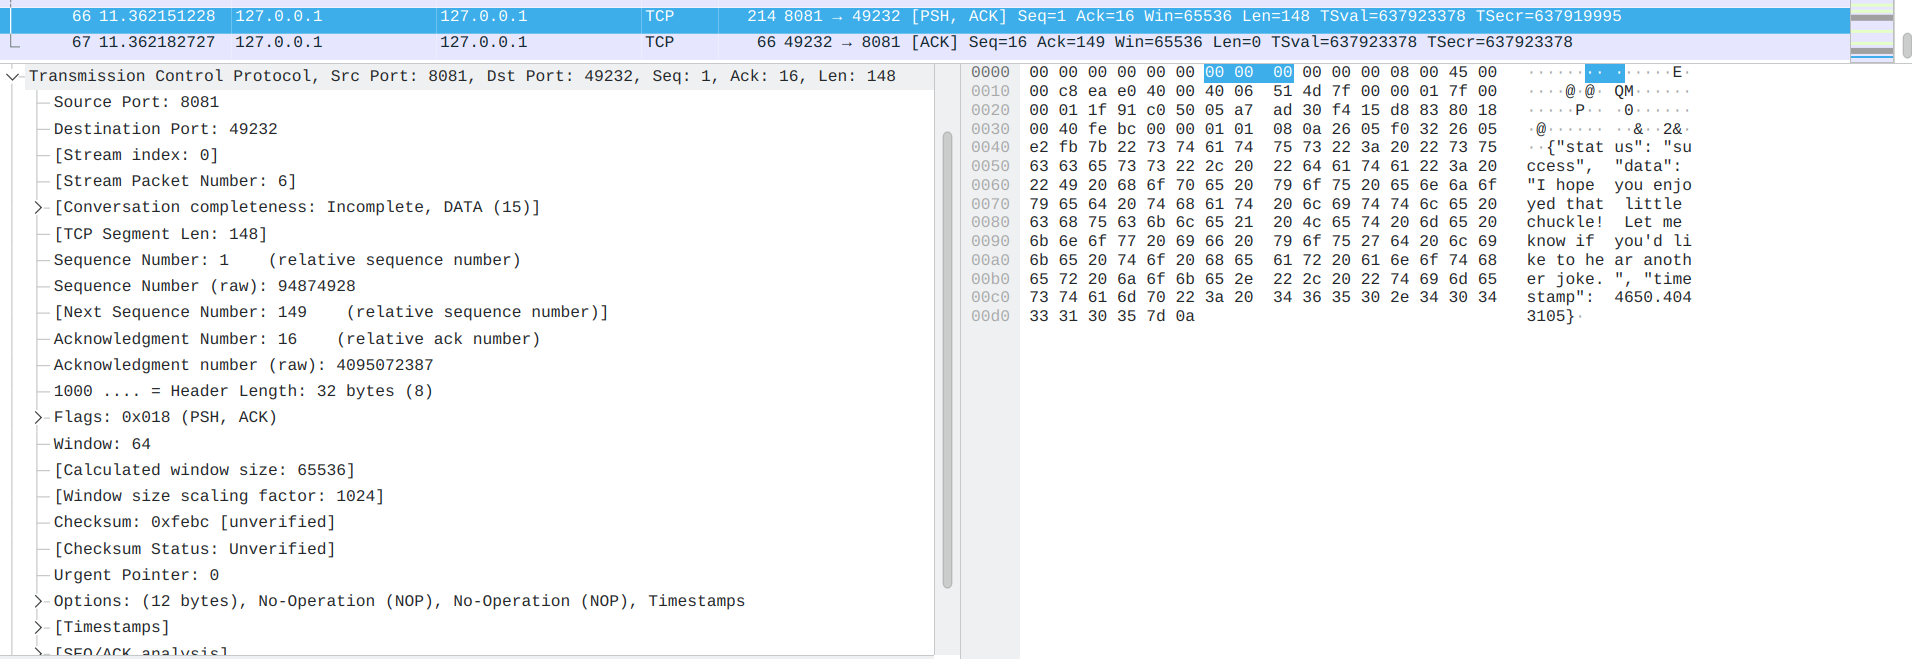 66 11.362151228 127.0.0.1 127.0.0.1 TCP 214 8081 → 49232 [PSH, ACK] Seq=1 Ack=16 Win=65536 Len=148 TSval=637923378 TSecr=637919995
67 11.362182727 127.0.0.1 127.0.0.1 TCP 66 49232 → 8081 [ACK] Seq=16 Ack=149 Win=65536 Len=0 TSval=637923378 TSecr=637923378
Transmission Control Protocol, Src Port: 8081, Dst Port: 49232, Seq: 1, Ack: 16, Len: 148
Source Port: 8081
Destination Port: 49232
[Stream index: 0]
[Stream Packet Number: 6]
[Conversation completeness: Incomplete, DATA (15)]
[TCP Segment Len: 148]
Sequence Number: 1    (relative sequence number)
Sequence Number (raw): 94874928
[Next Sequence Number: 149    (relative sequence number)]
Acknowledgment Number: 16    (relative ack number)
Acknowledgment number (raw): 4095072387
1000 .... = Header Length: 32 bytes (8)
Flags: 0x018 (PSH, ACK)
Window: 64
[Calculated window size: 65536]
[Window size scaling factor: 1024]
Checksum: 0xfebc [unverified]
[Checksum Status: Unverified]
Urgent Pointer: 0
Options: (12 bytes), No-Operation (NOP), No-Operation (NOP), Timestamps
[Timestamps]
[SEQ/ACK analysis]
0000 00 00 00 00 00 00 00 00 00 00 00 00 08 00 45 00 ········ ······E·
0010 00 c8 ea e0 40 00 40 06 51 4d 7f 00 00 01 7f 00 ····@·@· QM······
0020 00 01 1f 91 c0 50 05 a7 ad 30 f4 15 d8 83 80 18 ·····P·· ·0······
0030 00 40 fe bc 00 00 01 01 08 0a 26 05 f0 32 26 05 ·@······ ··&··2&·
0040 e2 fb 7b 22 73 74 61 74 75 73 22 3a 20 22 73 75 ··{"stat us": "su
0050 63 63 65 73 73 22 2c 20 22 64 61 74 61 22 3a 20 ccess",  "data":
0060 22 49 20 68 6f 70 65 20 79 6f 75 20 65 6e 6a 6f "I hope  you enjo
0070 79 65 64 20 74 68 61 74 20 6c 69 74 74 6c 65 20 yed that  little
0080 63 68 75 63 6b 6c 65 21 20 4c 65 74 20 6d 65 20 chuckle!  Let me
0090 6b 6e 6f 77 20 69 66 20 79 6f 75 27 64 20 6c 69 know if  you'd li
00a0 6b 65 20 74 6f 20 68 65 61 72 20 61 6e 6f 74 68 ke to he ar anoth
00b0 65 72 20 6a 6f 6b 65 2e 22 2c 20 22 74 69 6d 65 er joke. ", "time
00c0 73 74 61 6d 70 22 3a 20 34 36 35 30 2e 34 30 34 stamp":  4650.404
00d0 33 31 30 35 7d 0a 3105}·